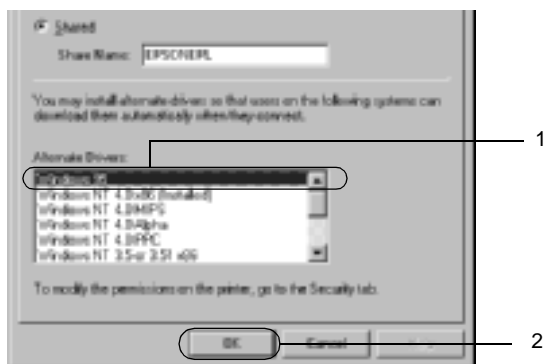 Shared
Share Name: EPSONEPL
You may install alternate drivers so that users on the following systems can
download them automatically when they connect.
1
Alternate Drivers:
Windows 95
Windows NT 4.0 x86 (Installed)
Windows NT 4.0 MIPS
Windows NT 4.0 Alpha
Windows NT 4.0 PPC
Windows NT 3.5 or 3.51 x86
To modify the permissions on the printer, go to the Security tab.
OK
Cancel
2